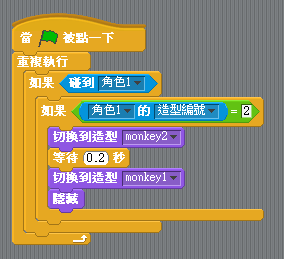 當 被點一下
重複執行
如果 碰到 角色1
如果 角色1 的 造型編號 = 2
切換到造型 monkey2
等待 0.2 秒
切換到造型 monkey1
隱藏